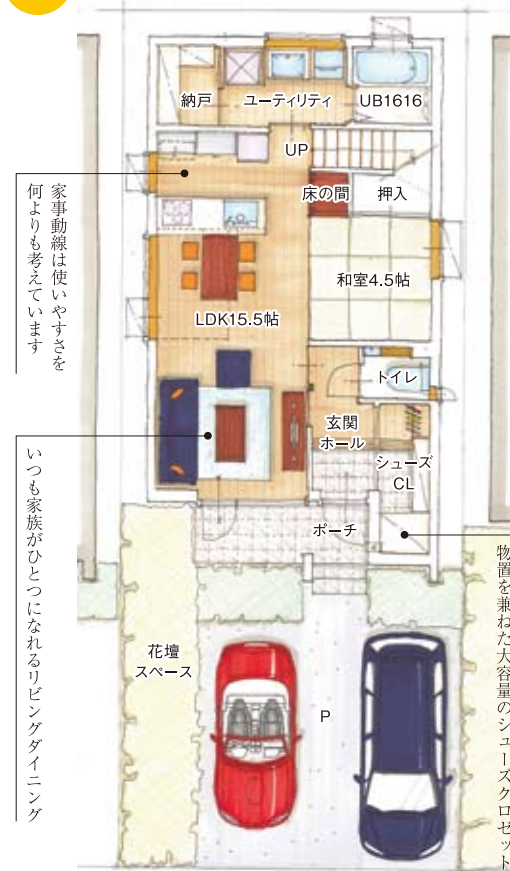 納戸
ユーティリティ
UB1616
UP
床の間
押入
和室4.5帖
LDK15.5帖
トイレ
玄関
ホール
シューズ
CL
ポーチ
花壇
スペース
P
家事動線は使いやすさを
何よりも考えています
いつも家族がひとつになれるリビングダイニング
物置を兼ねた大容量のシューズクロゼット